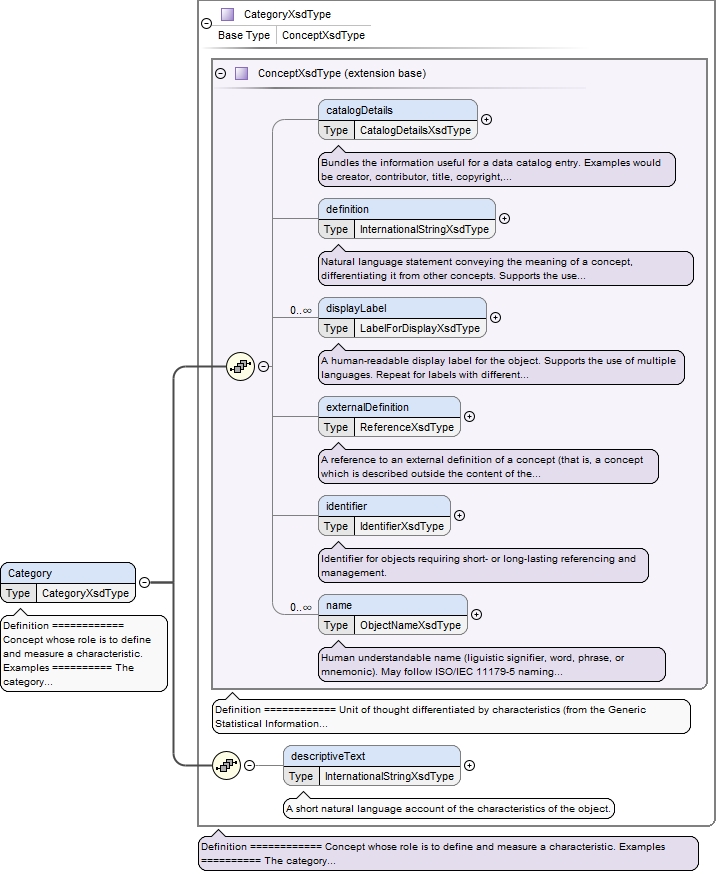 CategoryXsdType
Base Type ConceptXsdType
ConceptXsdType (extension base)
catalogDetails
Type CatalogDetailsXsdType
Bundles the information useful for a data catalog entry. Examples would
be creator, contributor, title, copyright,...
definition
Type InternationalStringXsdType
Natural language statement conveying the meaning of a concept,
differentiating it from other concepts. Supports the use...
0..∞
displayLabel
Type LabelForDisplayXsdType
A human-readable display label for the object. Supports the use of multiple
languages. Repeat for labels with different...
externalDefinition
Type ReferenceXsdType
A reference to an external definition of a concept (that is, a concept
which is described outside the content of the...
identifier
Type IdentifierXsdType
Identifier for objects requiring short- or long-lasting referencing and
management.
0..∞
name
Type ObjectNameXsdType
Human understandable name (liguistic signifier, word, phrase, or
mnemonic). May follow ISO/IEC 11179-5 naming...
Category
Type CategoryXsdType
Definition ============
Concept whose role is to define
and measure a characteristic.
Examples ========== The
category...
Definition ============ Unit of thought differentiated by characteristics (from the Generic
Statistical Information...
descriptiveText
Type InternationalStringXsdType
A short natural language account of the characteristics of the object.
Definition ============ Concept whose role is to define and measure a characteristic. Examples
========== The category...